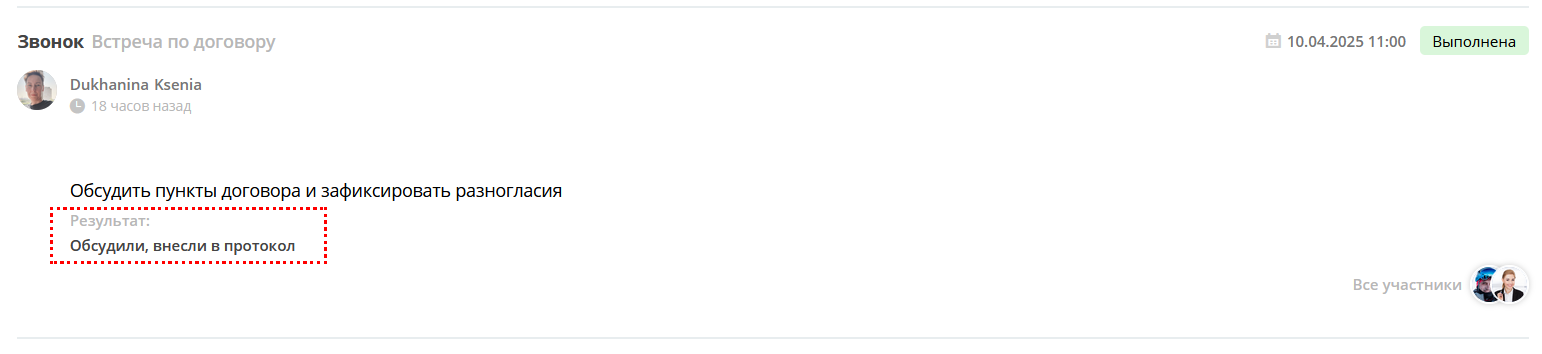 Звонок Встреча по договору
10.04.2025 11:00 Выполнена
Dukhanina Ksenia
18 часов назад
Обсудить пункты договора и зафиксировать разногласия
Результат:
Обсудили, внесли в протокол
Все участники